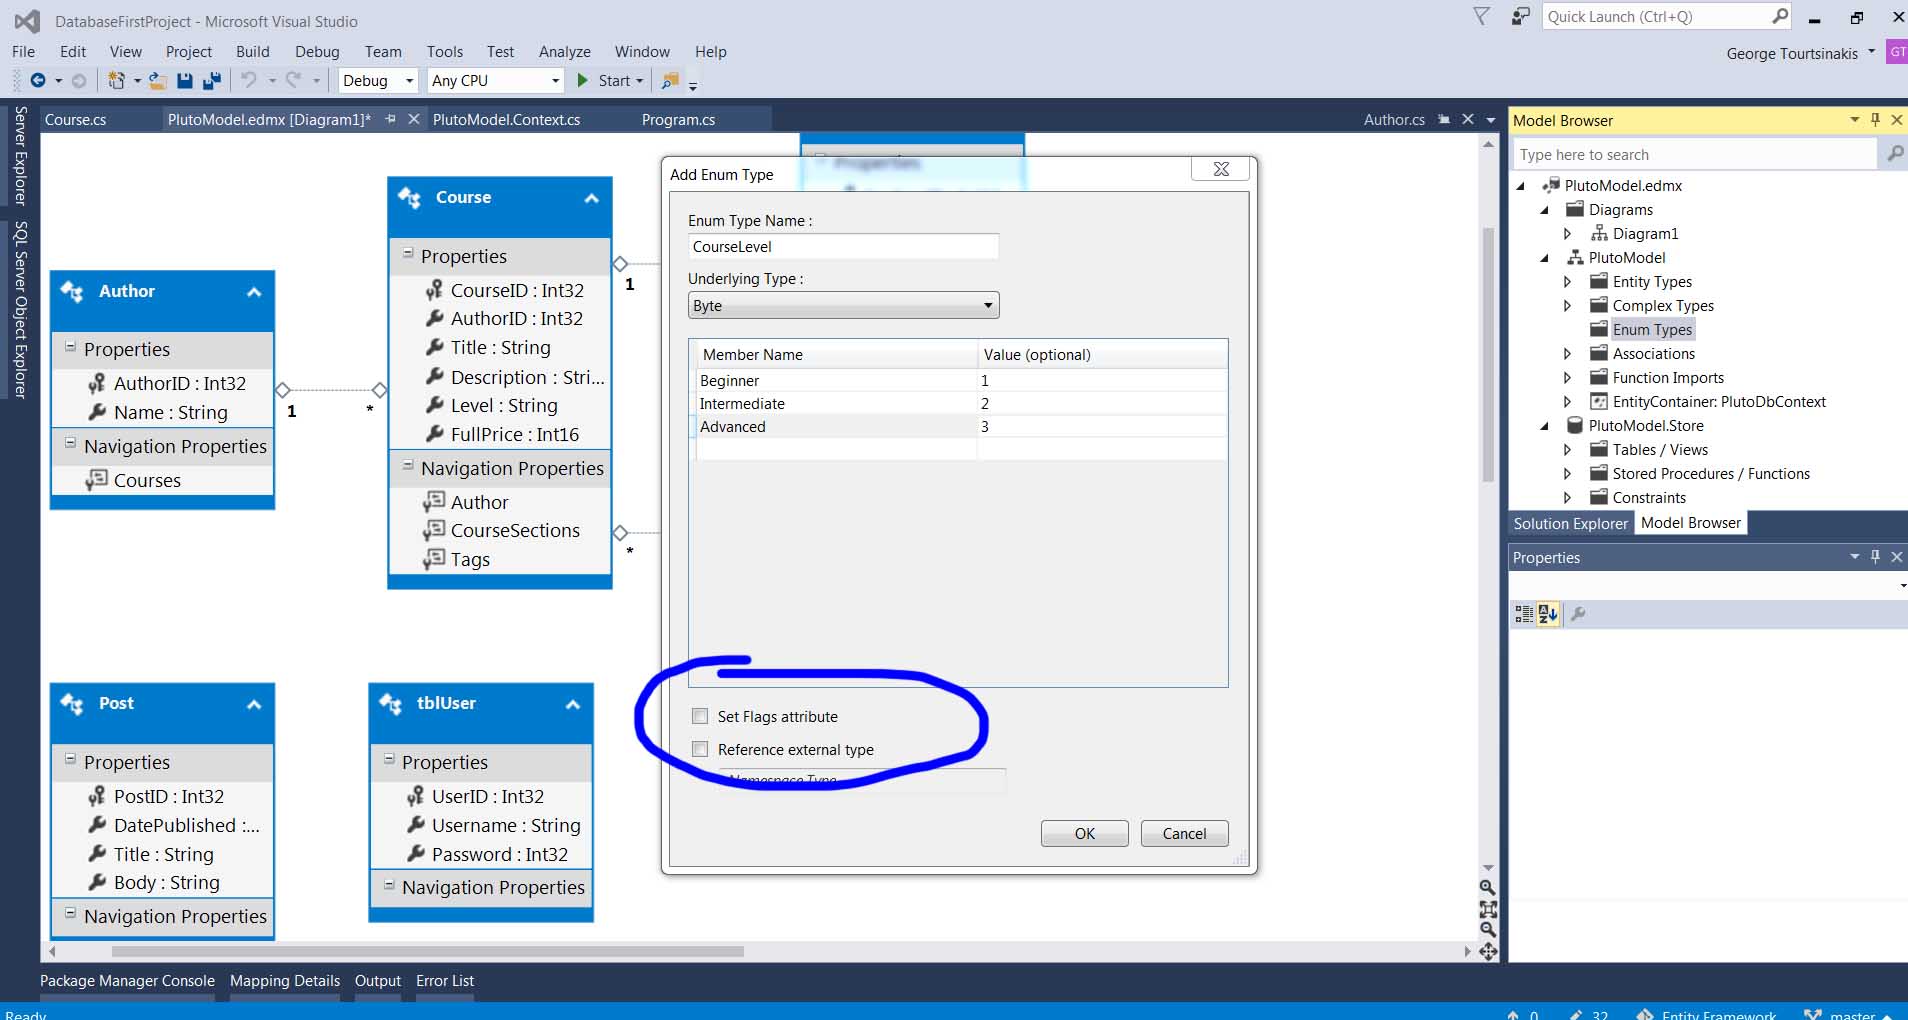 DatabaseFirstProject - Microsoft Visual Studio
Quick Launch (Ctrl+Q)
File Edit View Project Build Debug Team Tools Test Analyze Window Help
George Tourtsinakis
GT
Debug
Any CPU
Start
Server Explorer
SQL Server Object Explorer
Course.cs
PlutoModel.edmx [Diagram1]*
PlutoModel.Context.cs
Program.cs
Author.cs
Author
Properties
AuthorID : Int32
Name : String
Navigation Properties
Courses
1
*
Course
Properties
CourseID : Int32
AuthorID : Int32
Title : String
Description : Stri...
Level : String
FullPrice : Int16
Navigation Properties
Author
CourseSections
Tags
1
*
Post
Properties
PostID : Int32
DatePublished :...
Title : String
Body : String
Navigation Properties
tblUser
Properties
UserID : Int32
Username : String
Password : Int32
Navigation Properties
Properties
Add Enum Type
Enum Type Name :
CourseLevel
Underlying Type :
Byte
Member Name Value (optional)
Beginner 1
Intermediate 2
Advanced 3
Set Flags attribute
Reference external type
Namespace.Type
OK
Cancel
Model Browser
Type here to search
PlutoModel.edmx
Diagrams
Diagram1
PlutoModel
Entity Types
Complex Types
Enum Types
Associations
Function Imports
EntityContainer: PlutoDbContext
PlutoModel.Store
Tables / Views
Stored Procedures / Functions
Constraints
Solution Explorer
Model Browser
Properties
Package Manager Console
Mapping Details
Output
Error List
Ready
0
32
Entity Framework
master